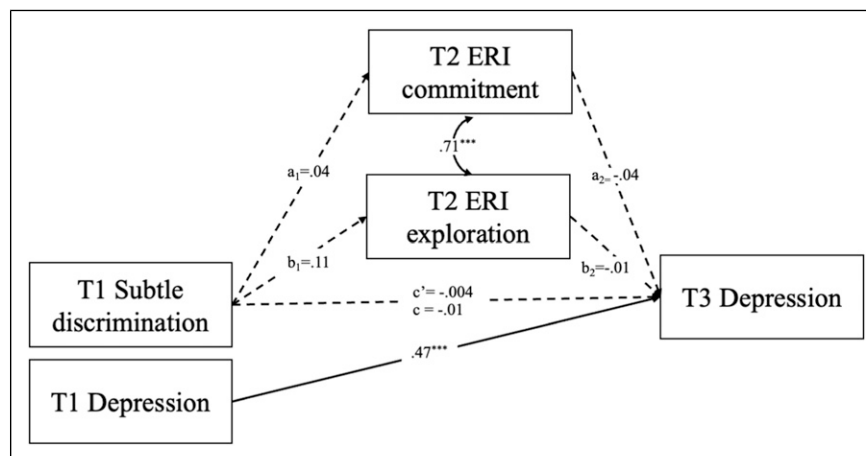 T2 ERI
commitment
.71***
a₁=.04
a₂=-.04
T2 ERI
exploration
b₁=.11
b₂=-.01
T1 Subtle
discrimination
c’= -.004
c = -.01
T3 Depression
.47***
T1 Depression